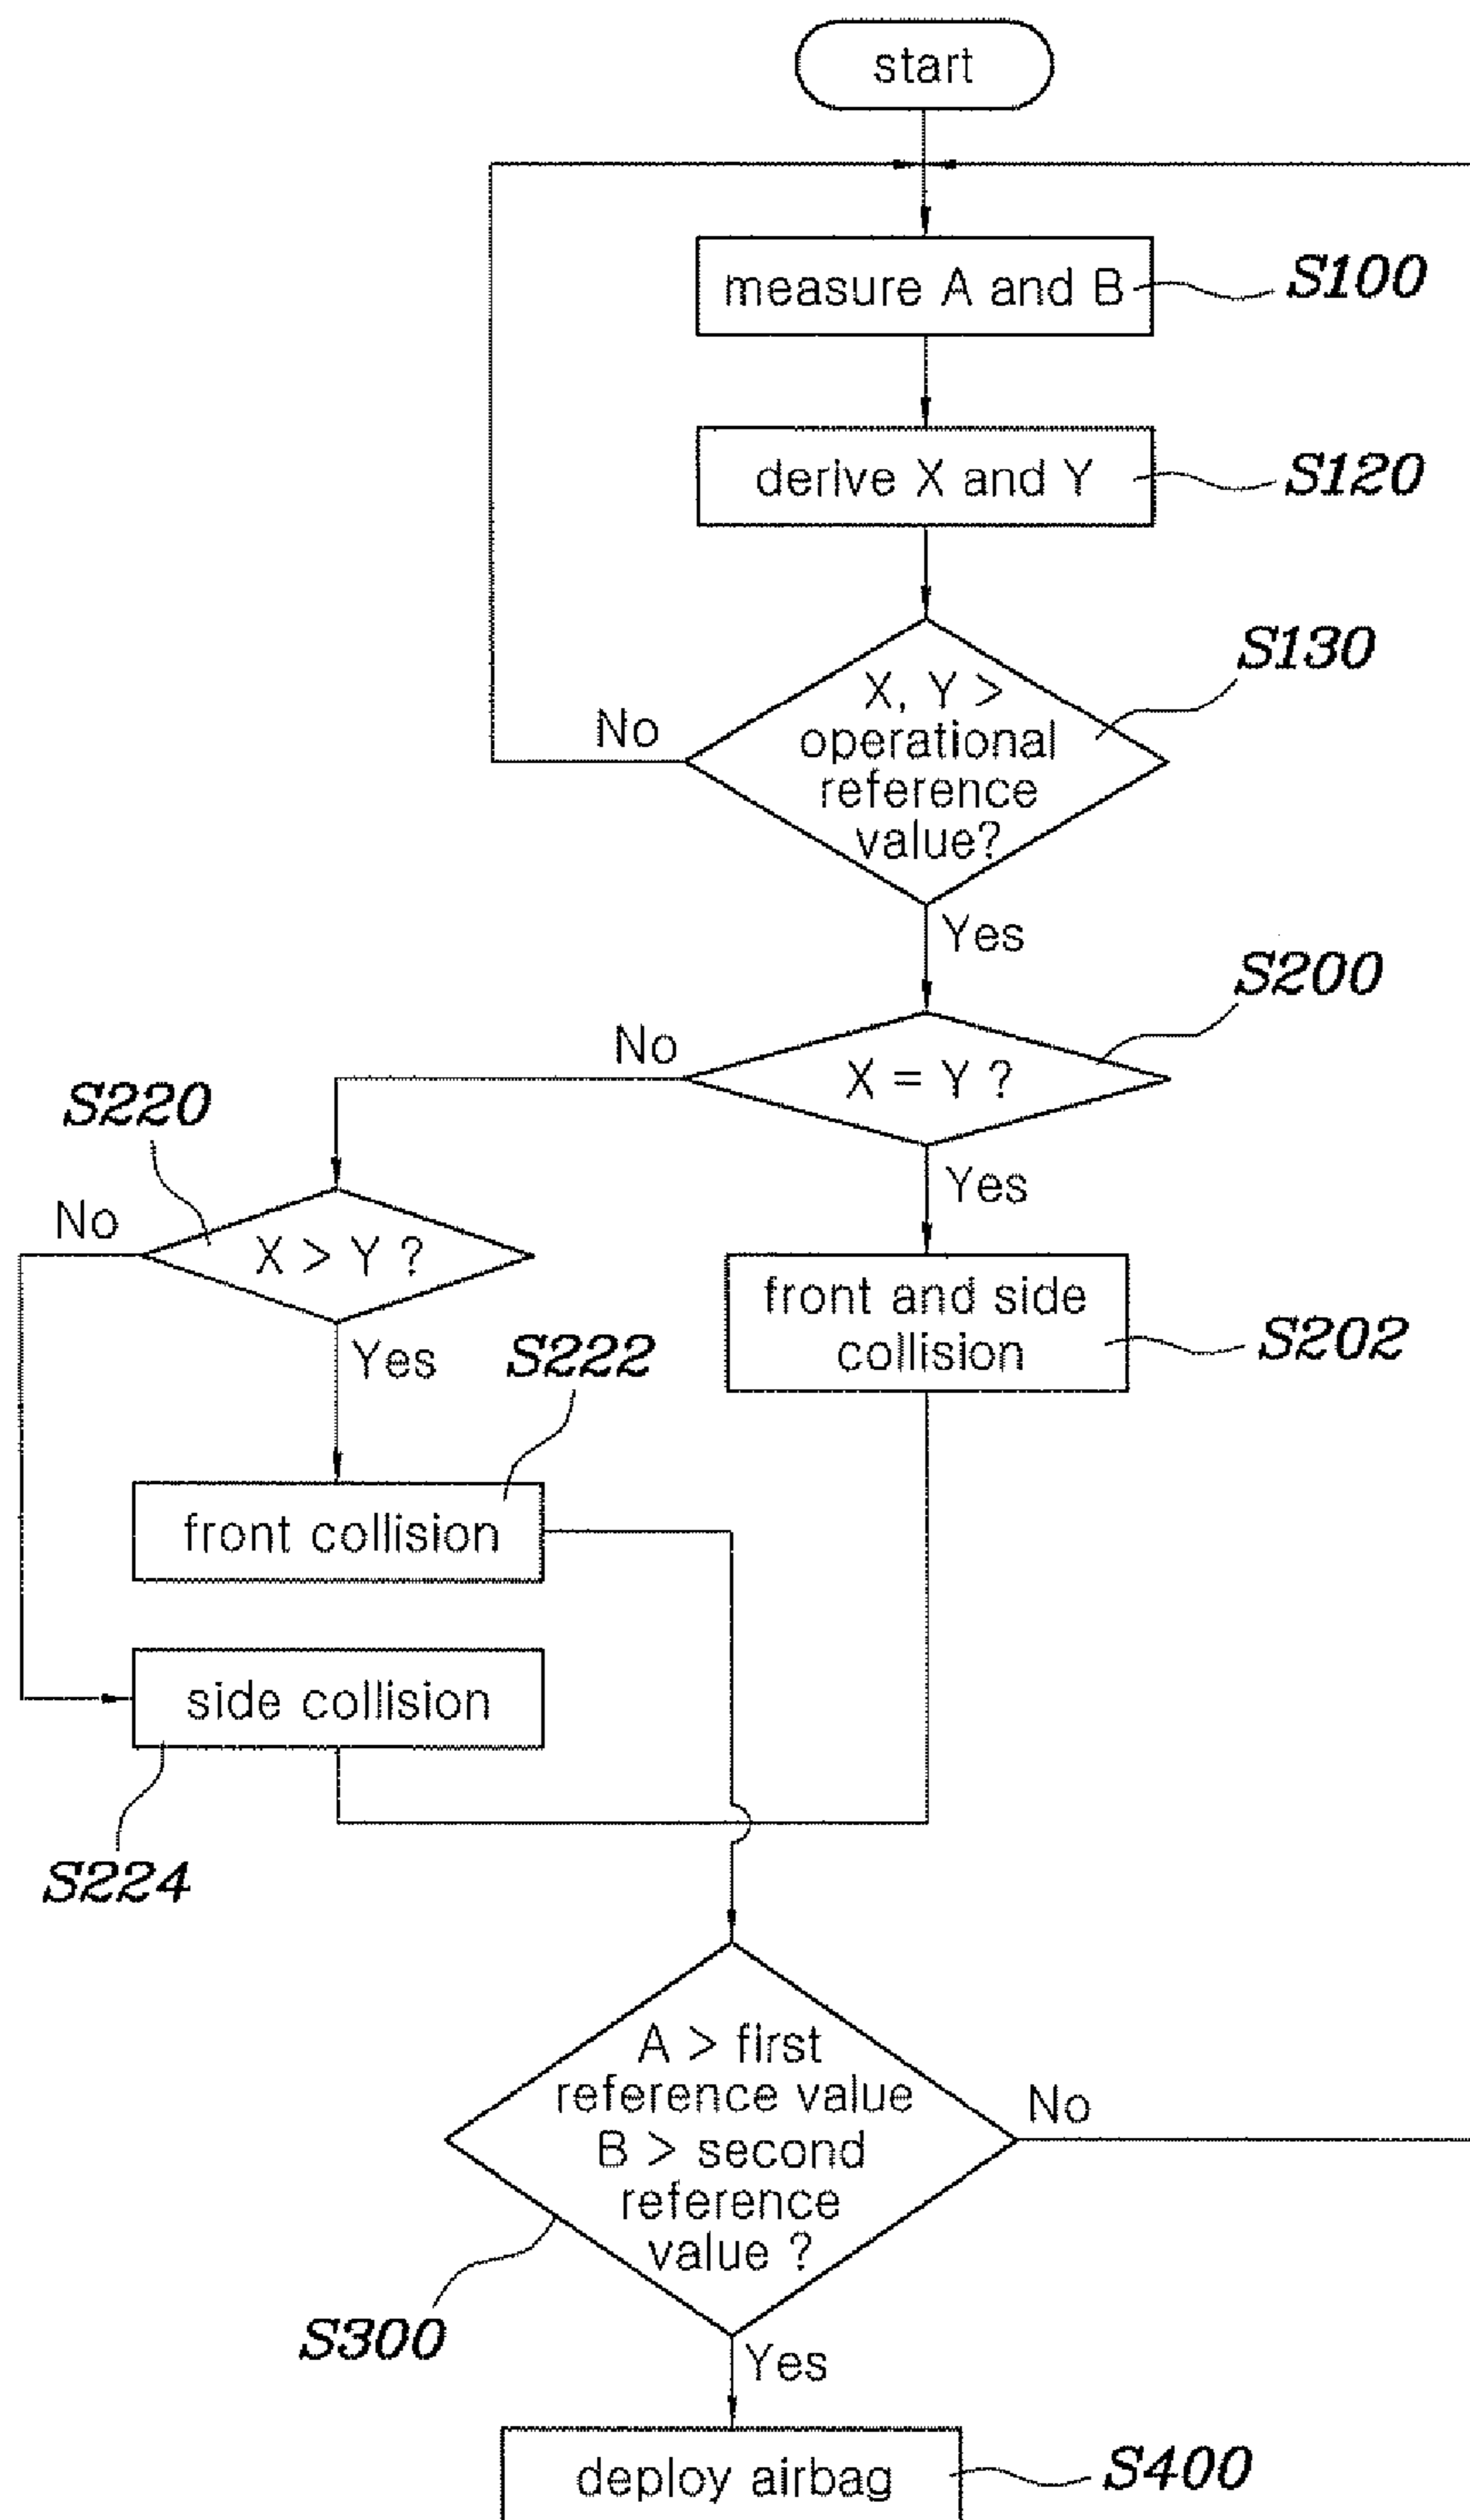 start
measure A and B
S100
derive X and Y
S120
S130
X, Y >
operational
reference
value?
No
Yes
S200
No
X = Y ?
S220
Yes
No
X > Y ?
front and side
collision
S202
Yes
S222
front collision
side collision
S224
A > first
reference value
B > second
reference
value ?
No
S300
Yes
deploy airbag
S400